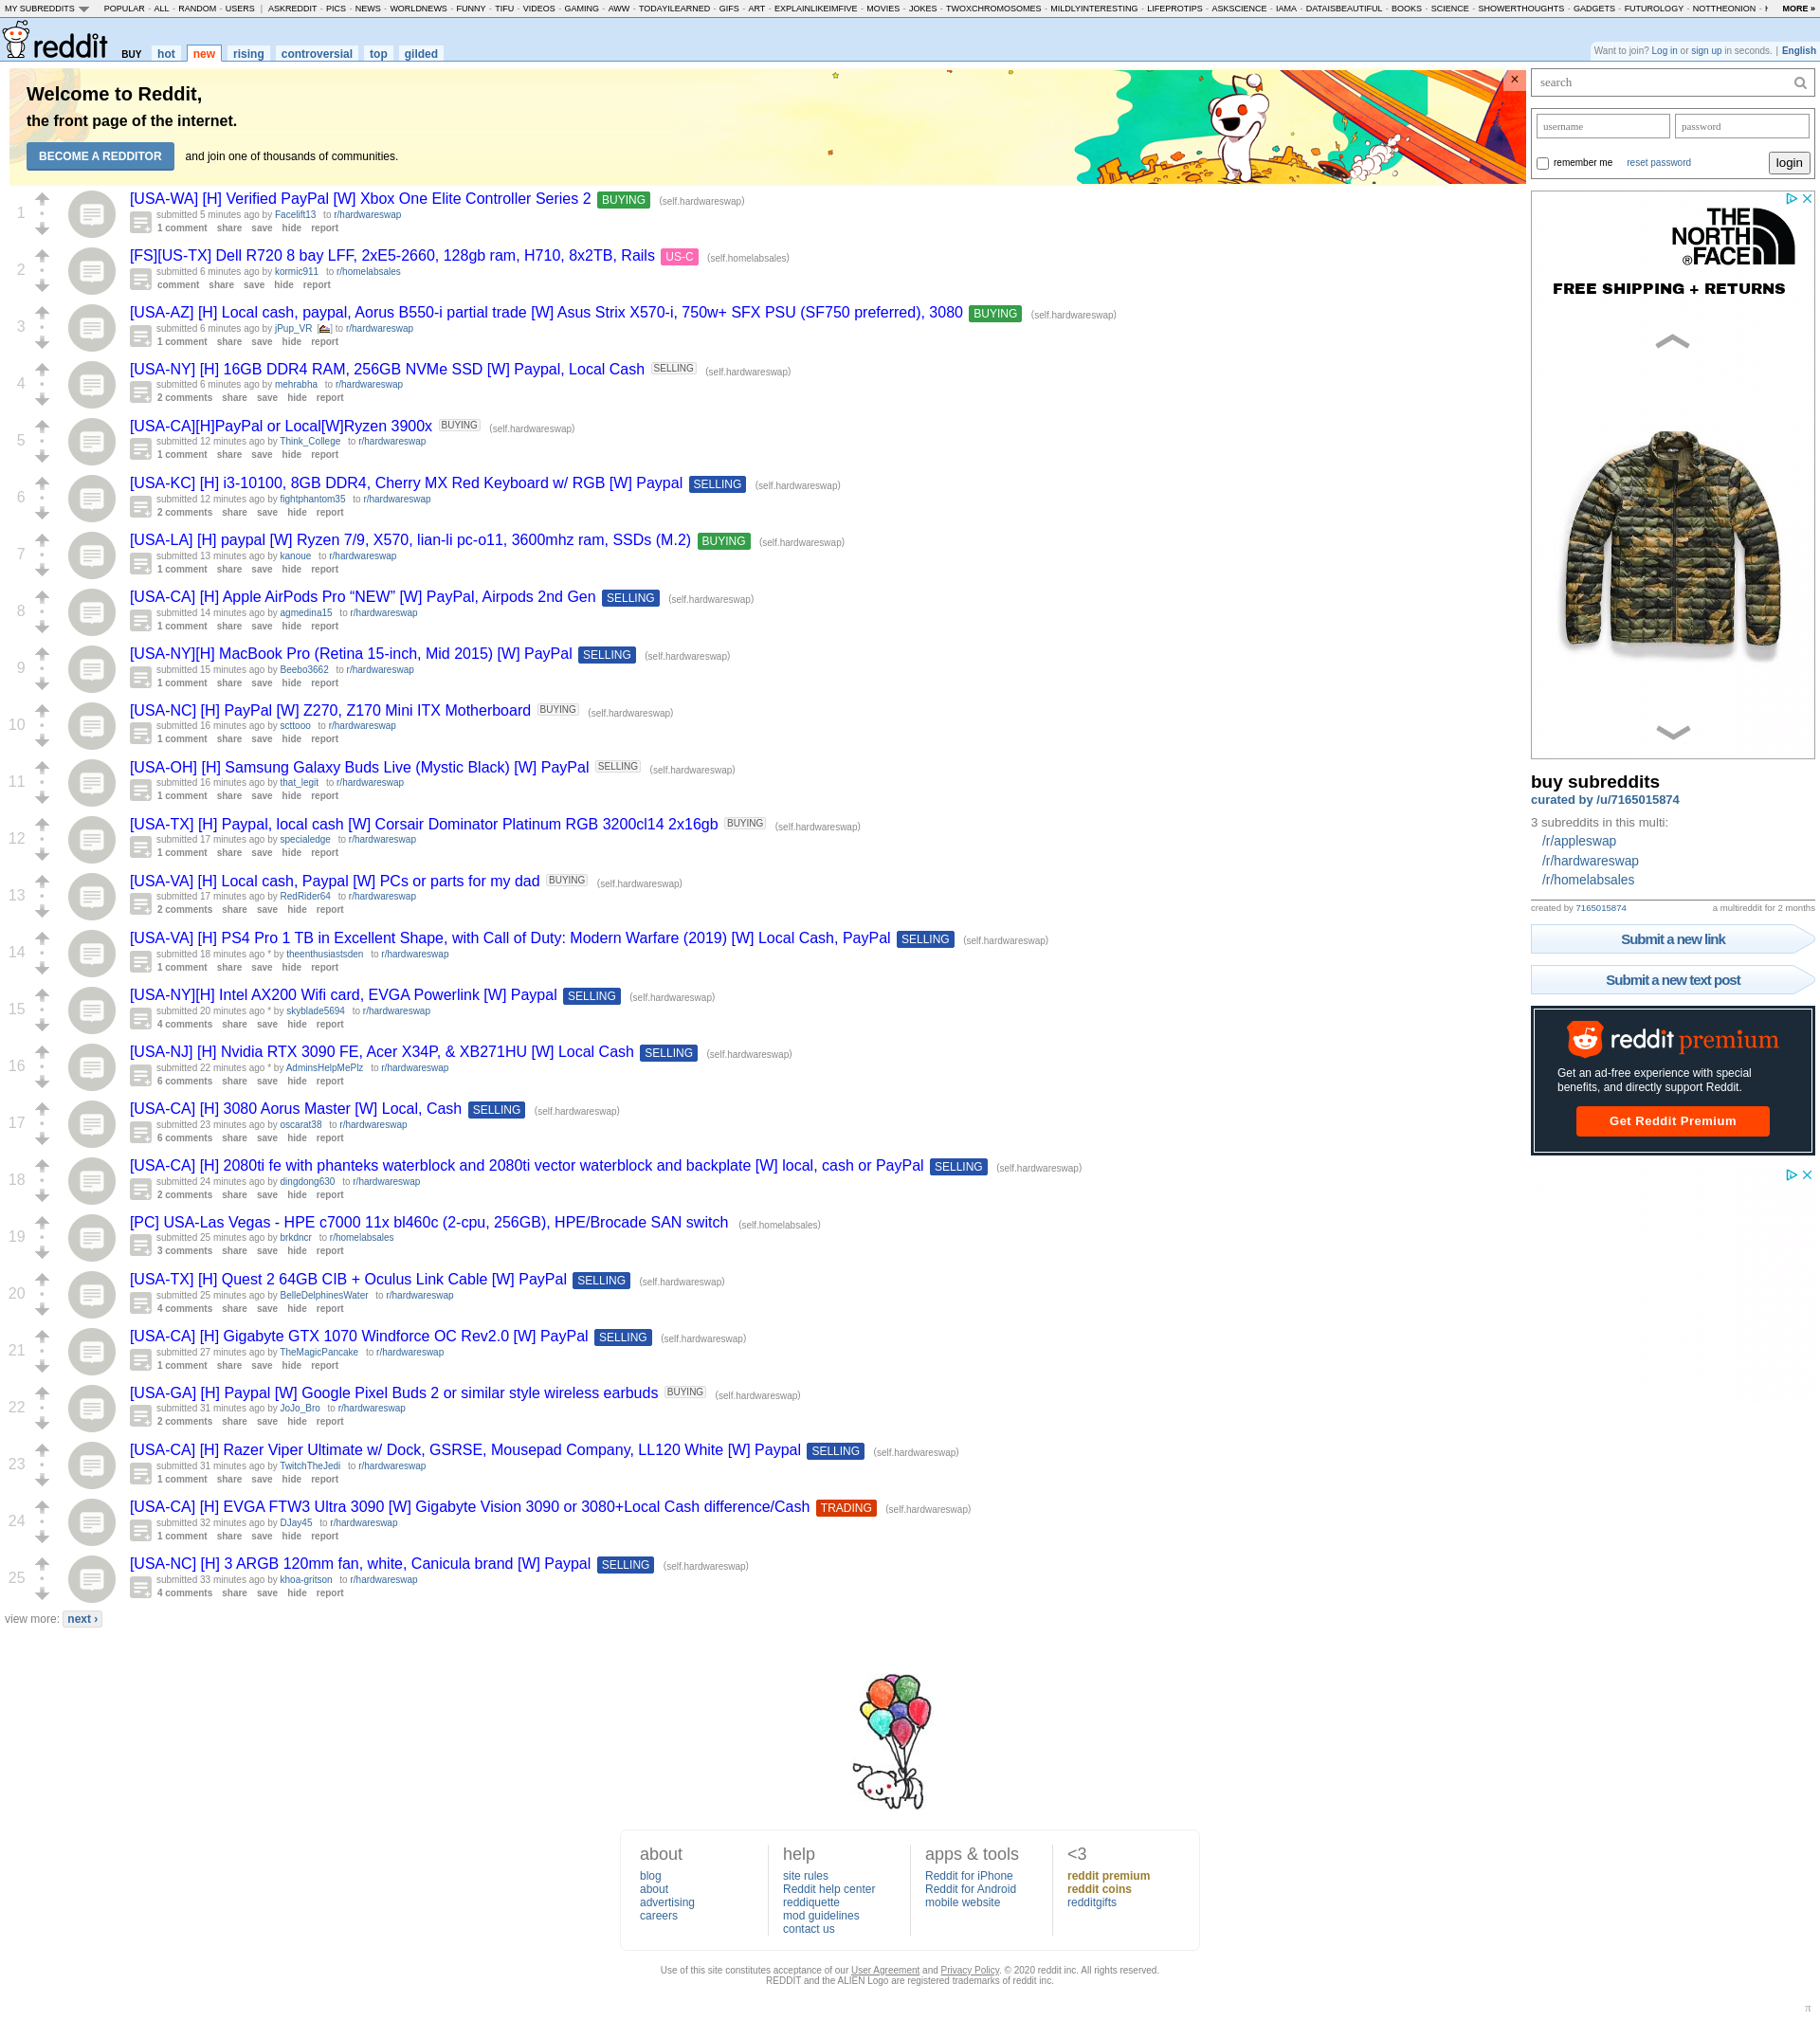 MY SUBREDDITS POPULAR - ALL - RANDOM - USERS | ASKREDDIT - PICS - NEWS - WORLDNEWS - FUNNY - TIFU - VIDEOS - GAMING - AWW - TODAYILEARNED - GIFS - ART - EXPLAINLIKEIMFIVE - MOVIES - JOKES - TWOXCHROMOSOMES - MILDLYINTERESTING - LIFEPROTIPS - ASKSCIENCE - IAMA - DATAISBEAUTIFUL - BOOKS - SCIENCE - SHOWERTHOUGHTS - GADGETS - FUTUROLOGY - NOTTHEONION - MORE »
reddit BUY hot new rising controversial top gilded
Want to join? Log in or sign up in seconds. | English
Welcome to Reddit,
the front page of the internet.
BECOME A REDDITOR and join one of thousands of communities.
×
1
[USA-WA] [H] Verified PayPal [W] Xbox One Elite Controller Series 2 BUYING (self.hardwareswap)
submitted 5 minutes ago by Facelift13 to r/hardwareswap
1 comment share save hide report
2
[FS][US-TX] Dell R720 8 bay LFF, 2xE5-2660, 128gb ram, H710, 8x2TB, Rails US-C (self.homelabsales)
submitted 6 minutes ago by kormic911 to r/homelabsales
comment share save hide report
3
[USA-AZ] [H] Local cash, paypal, Aorus B550-i partial trade [W] Asus Strix X570-i, 750w+ SFX PSU (SF750 preferred), 3080 BUYING (self.hardwareswap)
submitted 6 minutes ago by jPup_VR [] to r/hardwareswap
1 comment share save hide report
4
[USA-NY] [H] 16GB DDR4 RAM, 256GB NVMe SSD [W] Paypal, Local Cash SELLING (self.hardwareswap)
submitted 6 minutes ago by mehrabha to r/hardwareswap
2 comments share save hide report
5
[USA-CA][H]PayPal or Local[W]Ryzen 3900x BUYING (self.hardwareswap)
submitted 12 minutes ago by Think_College to r/hardwareswap
1 comment share save hide report
6
[USA-KC] [H] i3-10100, 8GB DDR4, Cherry MX Red Keyboard w/ RGB [W] Paypal SELLING (self.hardwareswap)
submitted 12 minutes ago by fightphantom35 to r/hardwareswap
2 comments share save hide report
7
[USA-LA] [H] paypal [W] Ryzen 7/9, X570, lian-li pc-o11, 3600mhz ram, SSDs (M.2) BUYING (self.hardwareswap)
submitted 13 minutes ago by kanoue to r/hardwareswap
1 comment share save hide report
8
[USA-CA] [H] Apple AirPods Pro “NEW” [W] PayPal, Airpods 2nd Gen SELLING (self.hardwareswap)
submitted 14 minutes ago by agmedina15 to r/hardwareswap
1 comment share save hide report
9
[USA-NY][H] MacBook Pro (Retina 15-inch, Mid 2015) [W] PayPal SELLING (self.hardwareswap)
submitted 15 minutes ago by Beebo3662 to r/hardwareswap
1 comment share save hide report
10
[USA-NC] [H] PayPal [W] Z270, Z170 Mini ITX Motherboard BUYING (self.hardwareswap)
submitted 16 minutes ago by scttooo to r/hardwareswap
1 comment share save hide report
11
[USA-OH] [H] Samsung Galaxy Buds Live (Mystic Black) [W] PayPal SELLING (self.hardwareswap)
submitted 16 minutes ago by that_legit to r/hardwareswap
1 comment share save hide report
12
[USA-TX] [H] Paypal, local cash [W] Corsair Dominator Platinum RGB 3200cl14 2x16gb BUYING (self.hardwareswap)
submitted 17 minutes ago by specialedge to r/hardwareswap
1 comment share save hide report
13
[USA-VA] [H] Local cash, Paypal [W] PCs or parts for my dad BUYING (self.hardwareswap)
submitted 17 minutes ago by RedRider64 to r/hardwareswap
2 comments share save hide report
14
[USA-VA] [H] PS4 Pro 1 TB in Excellent Shape, with Call of Duty: Modern Warfare (2019) [W] Local Cash, PayPal SELLING (self.hardwareswap)
submitted 18 minutes ago * by theenthusiastsden to r/hardwareswap
1 comment share save hide report
15
[USA-NY][H] Intel AX200 Wifi card, EVGA Powerlink [W] Paypal SELLING (self.hardwareswap)
submitted 20 minutes ago * by skyblade5694 to r/hardwareswap
4 comments share save hide report
16
[USA-NJ] [H] Nvidia RTX 3090 FE, Acer X34P, & XB271HU [W] Local Cash SELLING (self.hardwareswap)
submitted 22 minutes ago * by AdminsHelpMePlz to r/hardwareswap
6 comments share save hide report
17
[USA-CA] [H] 3080 Aorus Master [W] Local, Cash SELLING (self.hardwareswap)
submitted 23 minutes ago by oscarat38 to r/hardwareswap
6 comments share save hide report
18
[USA-CA] [H] 2080ti fe with phanteks waterblock and 2080ti vector waterblock and backplate [W] local, cash or PayPal SELLING (self.hardwareswap)
submitted 24 minutes ago by dingdong630 to r/hardwareswap
2 comments share save hide report
19
[PC] USA-Las Vegas - HPE c7000 11x bl460c (2-cpu, 256GB), HPE/Brocade SAN switch (self.homelabsales)
submitted 25 minutes ago by brkdncr to r/homelabsales
3 comments share save hide report
20
[USA-TX] [H] Quest 2 64GB CIB + Oculus Link Cable [W] PayPal SELLING (self.hardwareswap)
submitted 25 minutes ago by BelleDelphinesWater to r/hardwareswap
4 comments share save hide report
21
[USA-CA] [H] Gigabyte GTX 1070 Windforce OC Rev2.0 [W] PayPal SELLING (self.hardwareswap)
submitted 27 minutes ago by TheMagicPancake to r/hardwareswap
1 comment share save hide report
22
[USA-GA] [H] Paypal [W] Google Pixel Buds 2 or similar style wireless earbuds BUYING (self.hardwareswap)
submitted 31 minutes ago by JoJo_Bro to r/hardwareswap
2 comments share save hide report
23
[USA-CA] [H] Razer Viper Ultimate w/ Dock, GSRSE, Mousepad Company, LL120 White [W] Paypal SELLING (self.hardwareswap)
submitted 31 minutes ago by TwitchTheJedi to r/hardwareswap
1 comment share save hide report
24
[USA-CA] [H] EVGA FTW3 Ultra 3090 [W] Gigabyte Vision 3090 or 3080+Local Cash difference/Cash TRADING (self.hardwareswap)
submitted 32 minutes ago by DJay45 to r/hardwareswap
1 comment share save hide report
25
[USA-NC] [H] 3 ARGB 120mm fan, white, Canicula brand [W] Paypal SELLING (self.hardwareswap)
submitted 33 minutes ago by khoa-gritson to r/hardwareswap
4 comments share save hide report
view more: next ›
search
username password
remember me reset password login
THE
NORTH
FACE
®
FREE SHIPPING + RETURNS
buy subreddits
curated by /u/7165015874
3 subreddits in this multi:
/r/appleswap
/r/hardwareswap
/r/homelabsales
created by 7165015874 a multireddit for 2 months
Submit a new link
Submit a new text post
reddit premium
Get an ad-free experience with special
benefits, and directly support Reddit.
Get Reddit Premium
about
blog
about
advertising
careers
help
site rules
Reddit help center
reddiquette
mod guidelines
contact us
apps & tools
Reddit for iPhone
Reddit for Android
mobile website
<3
reddit premium
reddit coins
redditgifts
Use of this site constitutes acceptance of our User Agreement and Privacy Policy. © 2020 reddit inc. All rights reserved.
REDDIT and the ALIEN Logo are registered trademarks of reddit inc.
π